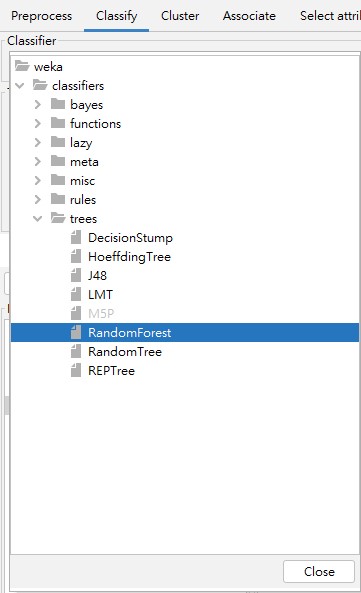 Preprocess Classify Cluster Associate Select attri
Classifier
weka
classifiers
bayes
functions
lazy
meta
misc
rules
trees
DecisionStump
HoeffdingTree
J48
LMT
M5P
RandomForest
RandomTree
REPTree
Close